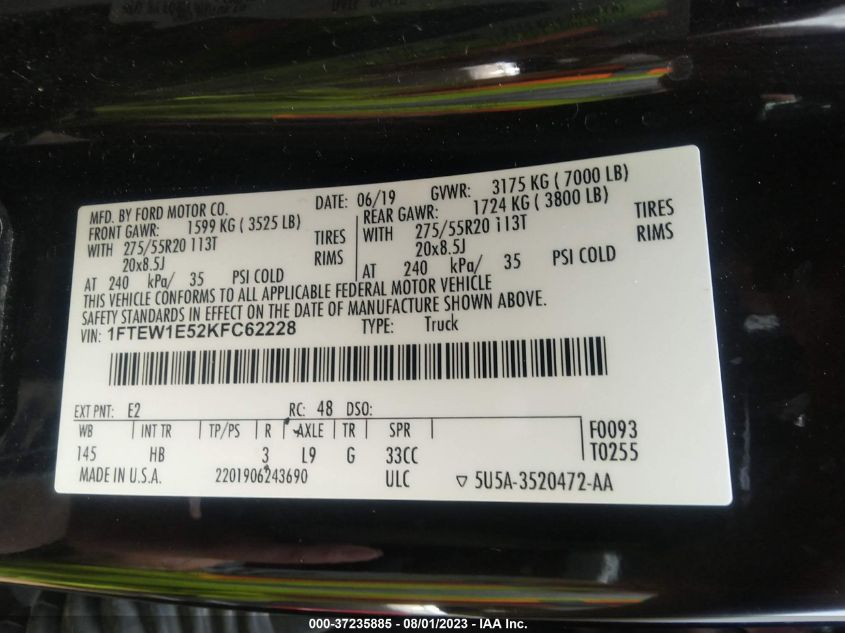 MFD. BY FORD MOTOR CO. DATE: 06/19 GVWR: 3175 KG ( 7000 LB)
FRONT GAWR: 1599 KG ( 3525 LB) REAR GAWR: 1724 KG ( 3800 LB)
WITH 275/55R20 113T TIRES WITH 275/55R20 113T TIRES
20x8.5J RIMS 20x8.5J RIMS
AT 240 kPa/ 35 PSI COLD AT 240 kPa/ 35 PSI COLD
THIS VEHICLE CONFORMS TO ALL APPLICABLE FEDERAL MOTOR VEHICLE
SAFETY STANDARDS IN EFFECT ON THE DATE OF MANUFACTURE SHOWN ABOVE.
VIN: 1FTEW1E52KFC62228 TYPE: Truck
EXT PNT: E2 RC: 48 DSO:
WB INT TR TP/PS R AXLE TR SPR F0093
145 HB 3 L9 G 33CC T0255
MADE IN U.S.A. 2201906243690 ULC ▽ 5U5A-3520472-AA
000-37235885 - 08/01/2023 - IAA Inc.